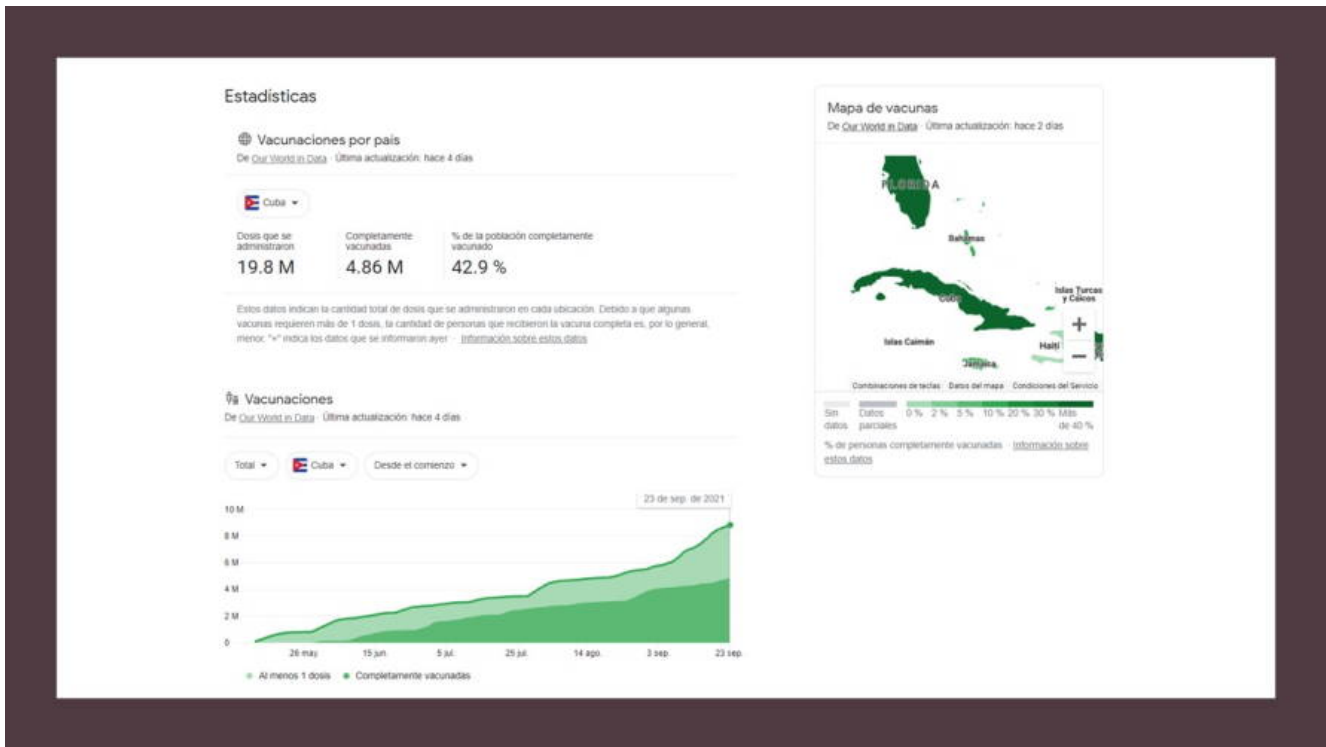 Estadísticas
Vacunaciones por país
De Our World in Data · Última actualización: hace 4 días
Cuba
Dosis que se
administraron
19.8 M
Completamente
vacunadas
4.86 M
% de la población completamente
vacunado
42.9 %
Estos datos indican la cantidad total de dosis que se administraron en cada ubicación. Debido a que algunas
vacunas requieren más de 1 dosis, la cantidad de personas que recibieron la vacuna completa es, por lo general,
menor. "+" indica los datos que se informaron ayer · Información sobre estos datos
Vacunaciones
De Our World in Data · Última actualización: hace 4 días
Total
Cuba
Desde el comienzo
23 de sep. de 2021
10 M
8 M
6 M
4 M
2 M
0
26 may. 15 jun. 5 jul. 25 jul. 14 ago. 3 sep. 23 sep.
Al menos 1 dosis Completamente vacunadas
Mapa de vacunas
De Our World in Data · Última actualización: hace 2 días
FLORIDA
Bahamas
Cuba
Islas Turcas
y Caicos
Islas Caimán
Haití
Jamaica
+
−
Combinaciones de teclas Datos del mapa Condiciones del Servicio
Sin
datos
Datos
parciales
0 % 2 % 5 % 10 % 20 % 30 % Más
de 40 %
% de personas completamente vacunadas · Información sobre
estos datos